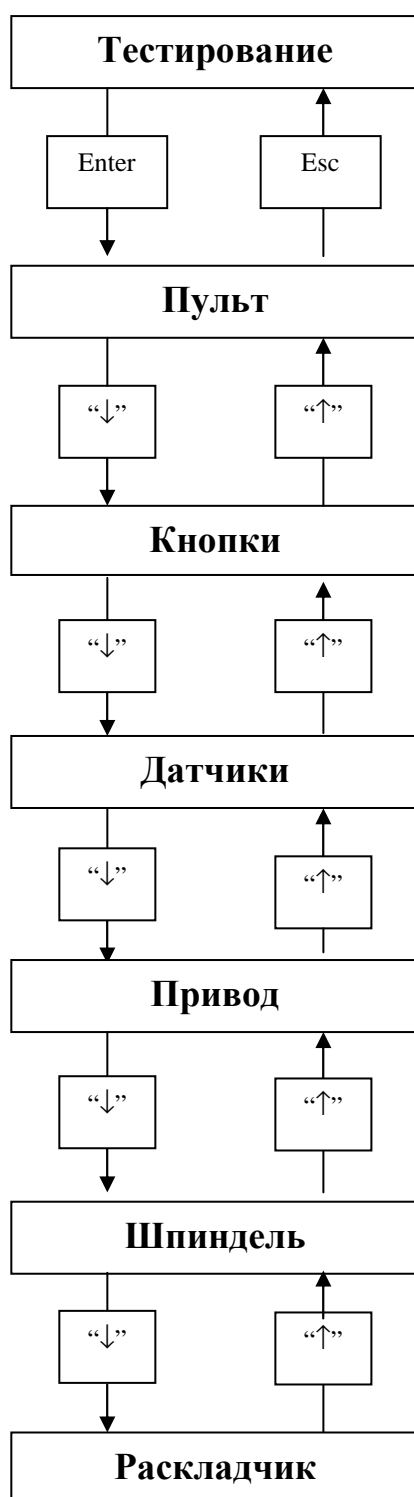 Тестирование
Enter Esc
Пульт
“↓” “↑”
Кнопки
“↓” “↑”
Датчики
“↓” “↑”
Привод
“↓” “↑”
Шпиндель
“↓” “↑”
Раскладчик